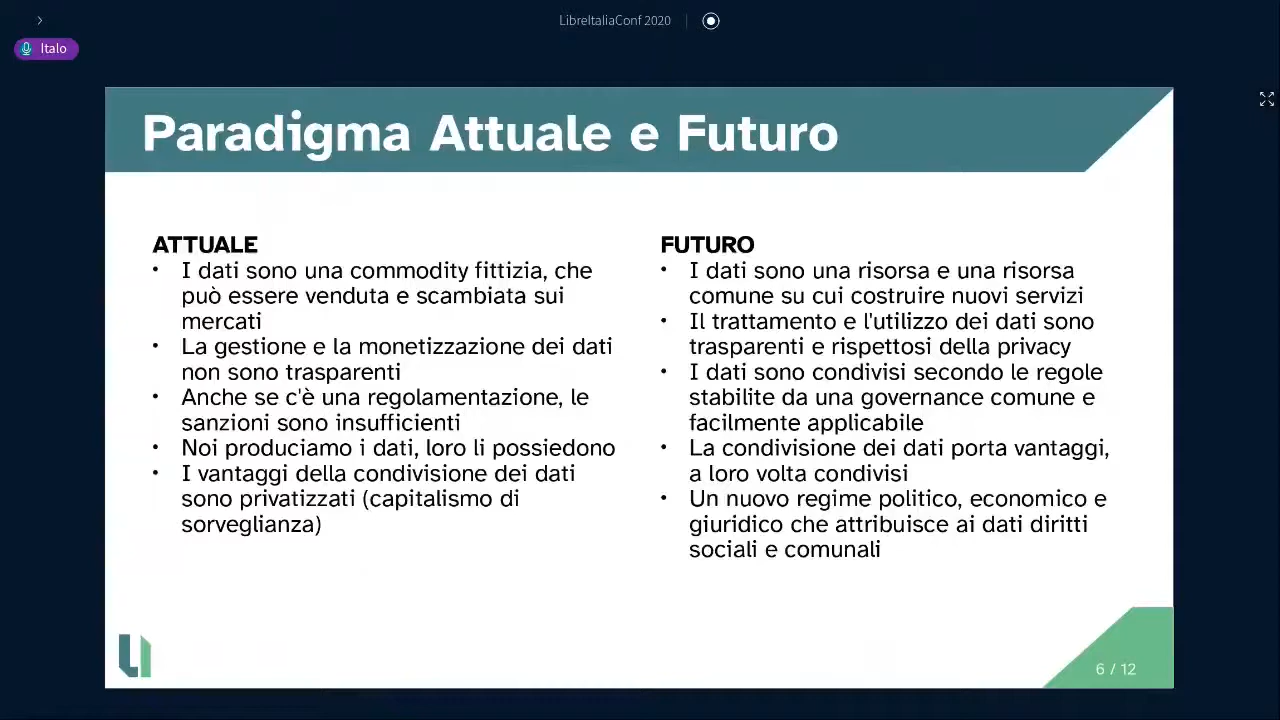 LibreItaliaConf 2020
Italo
Paradigma Attuale e Futuro
ATTUALE
• I dati sono una commodity fittizia, che
può essere venduta e scambiata sui
mercati
• La gestione e la monetizzazione dei dati
non sono trasparenti
• Anche se c'è una regolamentazione, le
sanzioni sono insufficienti
• Noi produciamo i dati, loro li possiedono
• I vantaggi della condivisione dei dati
sono privatizzati (capitalismo di
sorveglianza)
FUTURO
• I dati sono una risorsa e una risorsa
comune su cui costruire nuovi servizi
• Il trattamento e l'utilizzo dei dati sono
trasparenti e rispettosi della privacy
• I dati sono condivisi secondo le regole
stabilite da una governance comune e
facilmente applicabile
• La condivisione dei dati porta vantaggi,
a loro volta condivisi
• Un nuovo regime politico, economico e
giuridico che attribuisce ai dati diritti
sociali e comunali
6 / 12